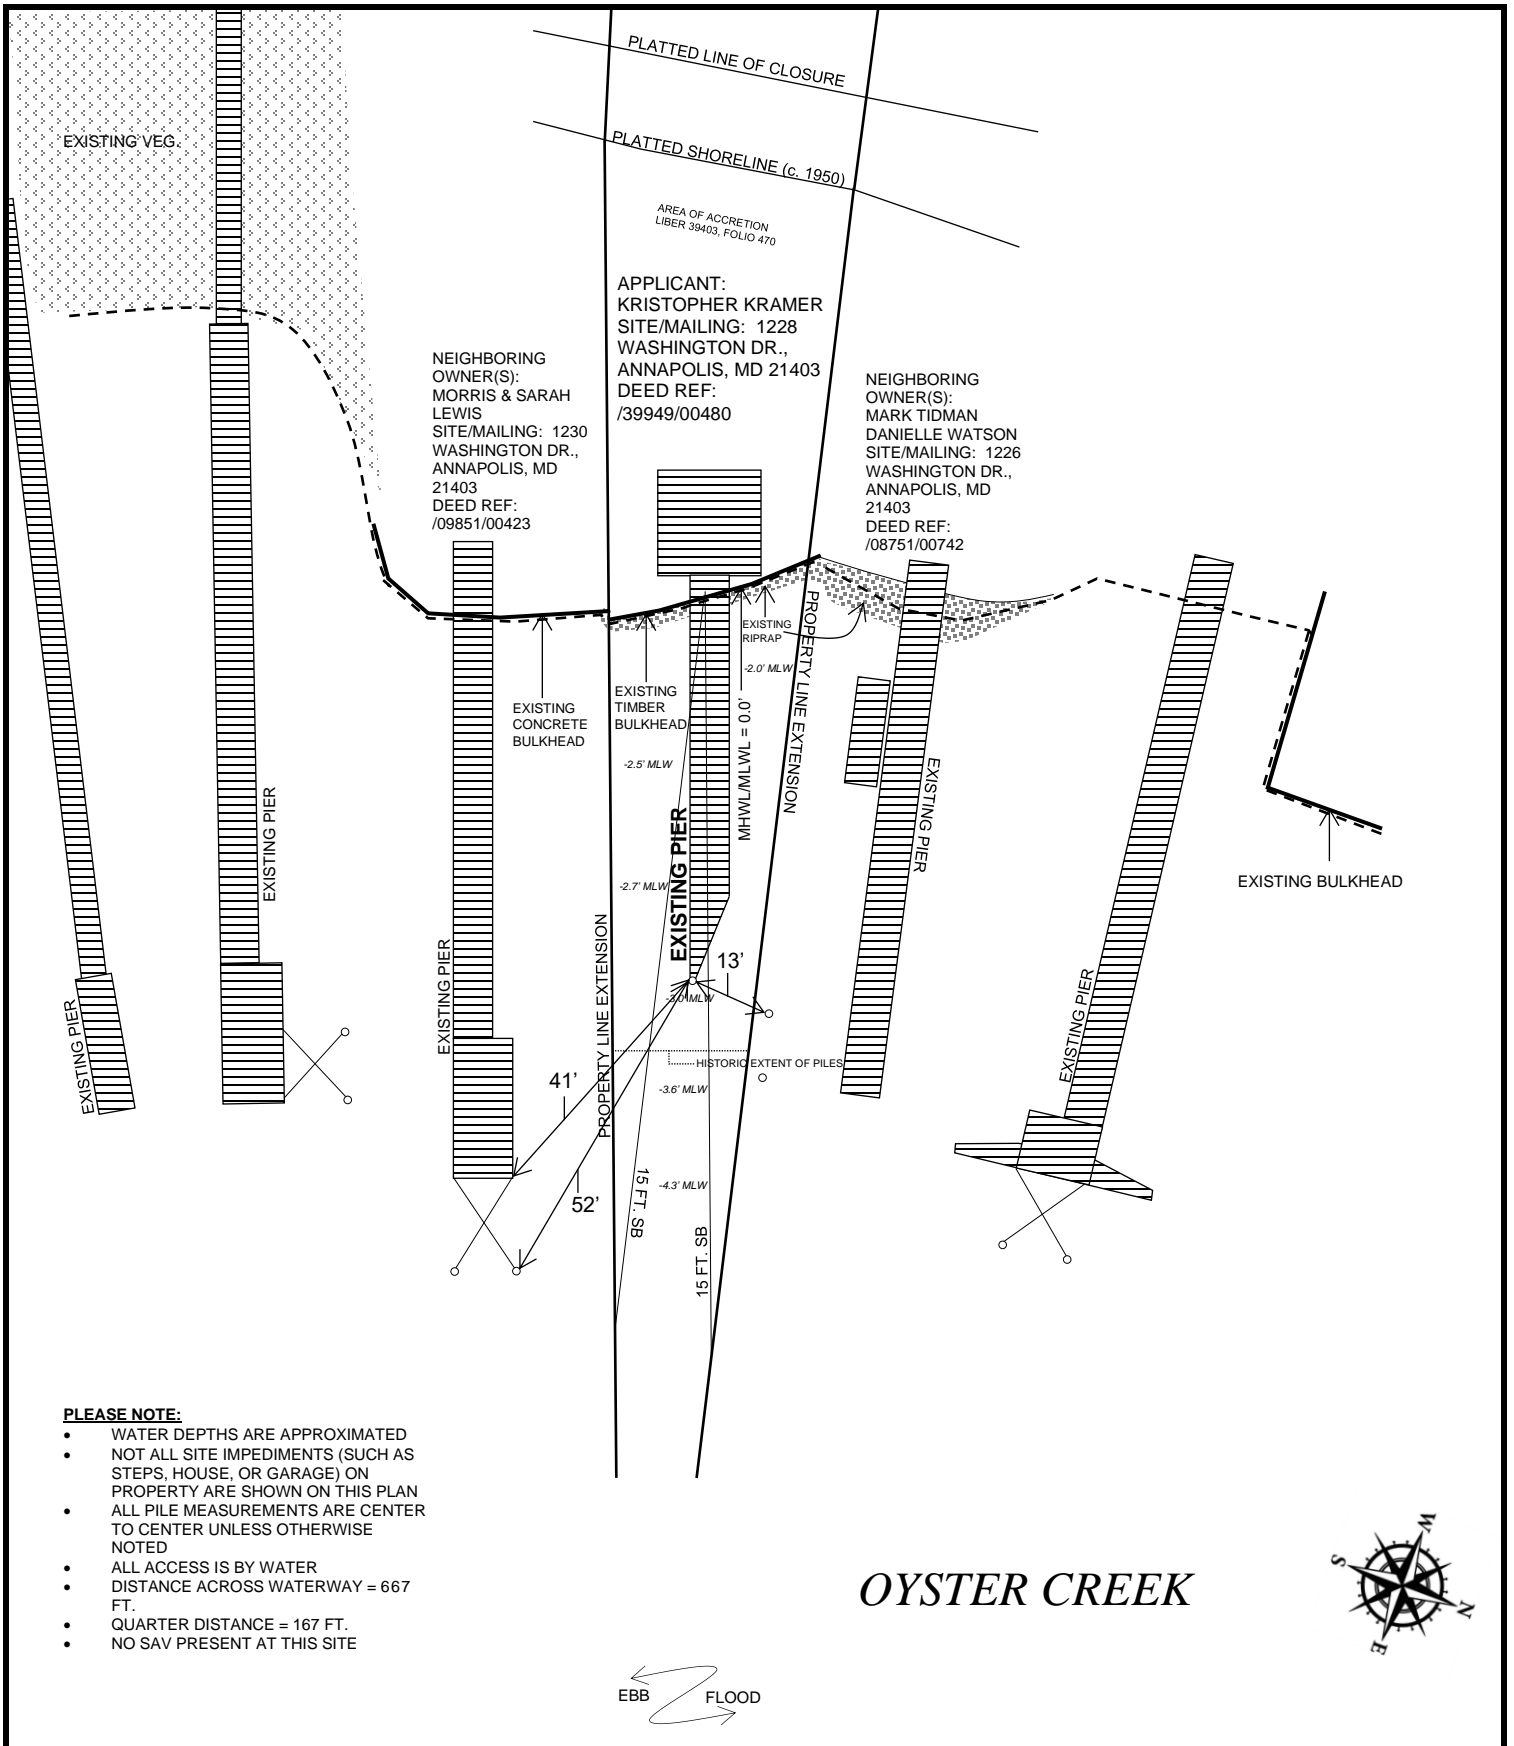 PLATTED LINE OF CLOSURE
EXISTING VEG.
PLATTED SHORELINE (c. 1950)
AREA OF ACCRETION
LIBER 39403, FOLIO 470
APPLICANT:
KRISTOPHER KRAMER
SITE/MAILING: 1228
WASHINGTON DR.,
ANNAPOLIS, MD 21403
DEED REF:
/39949/00480
NEIGHBORING
OWNER(S):
MORRIS & SARAH
LEWIS
SITE/MAILING: 1230
WASHINGTON DR.,
ANNAPOLIS, MD
21403
DEED REF:
/09851/00423
NEIGHBORING
OWNER(S):
MARK TIDMAN
DANIELLE WATSON
SITE/MAILING: 1226
WASHINGTON DR.,
ANNAPOLIS, MD
21403
DEED REF:
/08751/00742
EXISTING
RIPRAP
-2.0' MLW
PROPERTY LINE EXTENSION
EXISTING
CONCRETE
BULKHEAD
EXISTING
TIMBER
BULKHEAD
MHWL/MLWL = 0.0'
-2.5' MLW
EXISTING PIER
EXISTING PIER
EXISTING PIER
EXISTING BULKHEAD
-2.7' MLW
PROPERTY LINE EXTENSION
13'
-3.0' MLW
EXISTING PIER
EXISTING PIER
EXISTING PIER
HISTORIC EXTENT OF PILES
41'
-3.6' MLW
52'
15 FT. SB
-4.3' MLW
15 FT. SB
PLEASE NOTE:
• WATER DEPTHS ARE APPROXIMATED
• NOT ALL SITE IMPEDIMENTS (SUCH AS
STEPS, HOUSE, OR GARAGE) ON
PROPERTY ARE SHOWN ON THIS PLAN
• ALL PILE MEASUREMENTS ARE CENTER
TO CENTER UNLESS OTHERWISE
NOTED
• ALL ACCESS IS BY WATER
• DISTANCE ACROSS WATERWAY = 667
FT.
• QUARTER DISTANCE = 167 FT.
• NO SAV PRESENT AT THIS SITE
OYSTER CREEK
W
S
N
E
EBB
FLOOD